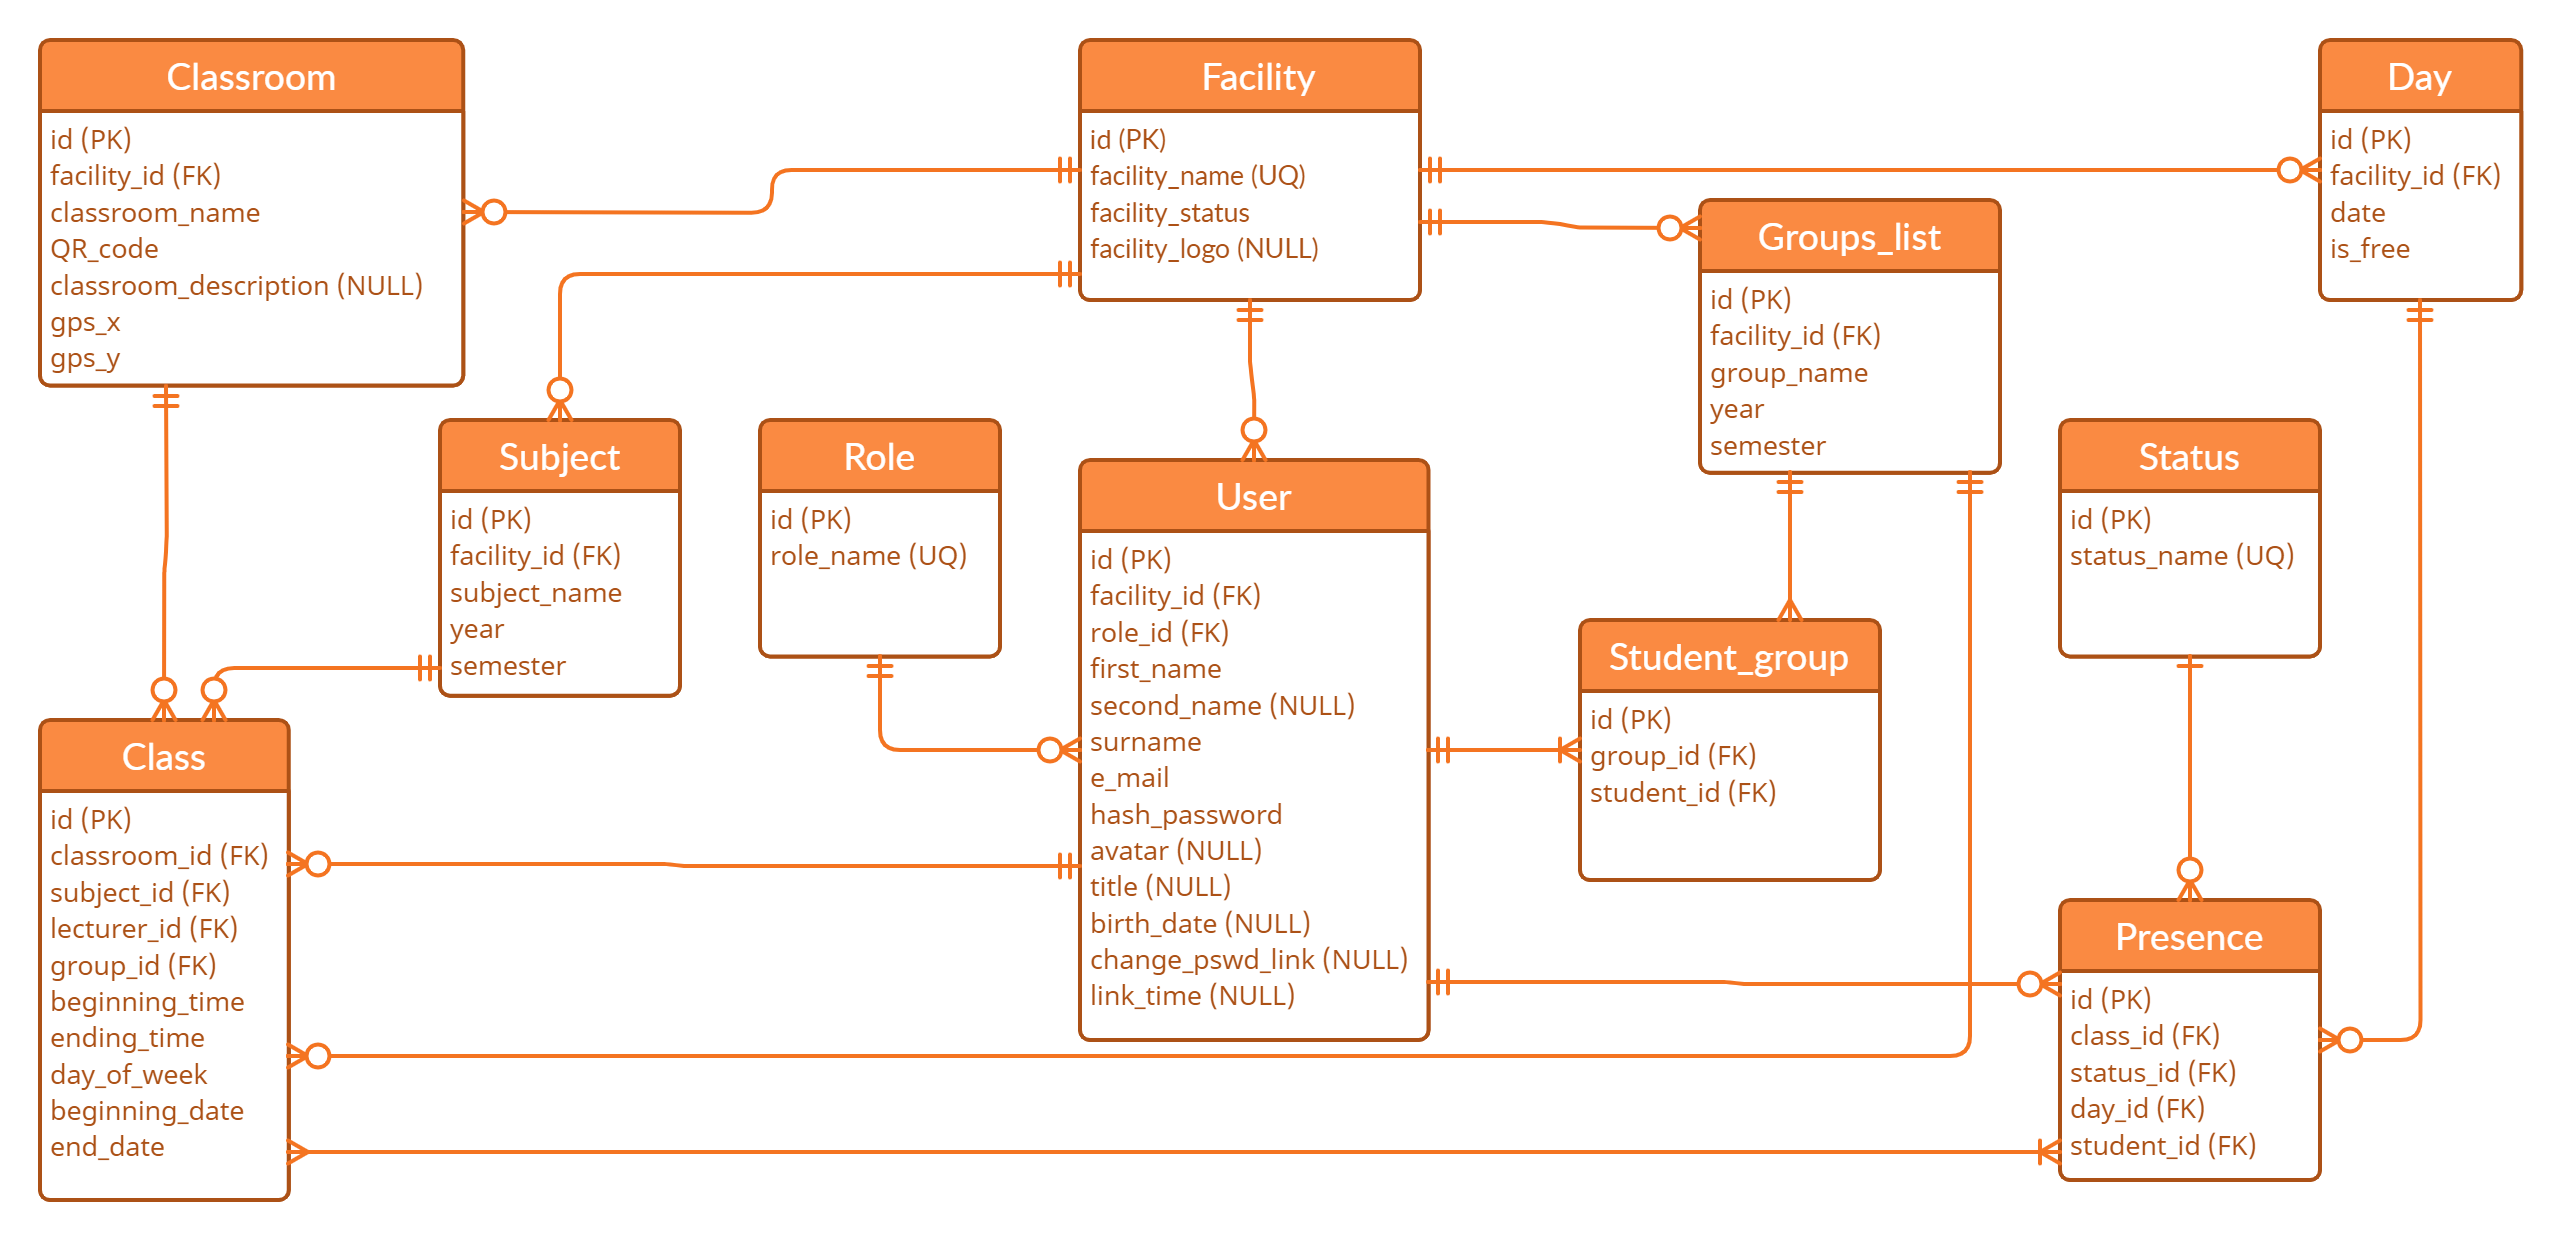 Classroom
id (PK)
facility_id (FK)
classroom_name
QR_code
classroom_description (NULL)
gps_x
gps_y
Facility
id (PK)
facility_name (UQ)
facility_status
facility_logo (NULL)
Day
id (PK)
facility_id (FK)
date
is_free
Groups_list
id (PK)
facility_id (FK)
group_name
year
semester
Subject
id (PK)
facility_id (FK)
subject_name
year
semester
Role
id (PK)
role_name (UQ)
User
id (PK)
facility_id (FK)
role_id (FK)
first_name
second_name (NULL)
surname
e_mail
hash_password
avatar (NULL)
title (NULL)
birth_date (NULL)
change_pswd_link (NULL)
link_time (NULL)
Status
id (PK)
status_name (UQ)
Student_group
id (PK)
group_id (FK)
student_id (FK)
Class
id (PK)
classroom_id (FK)
subject_id (FK)
lecturer_id (FK)
group_id (FK)
beginning_time
ending_time
day_of_week
beginning_date
end_date
Presence
id (PK)
class_id (FK)
status_id (FK)
day_id (FK)
student_id (FK)